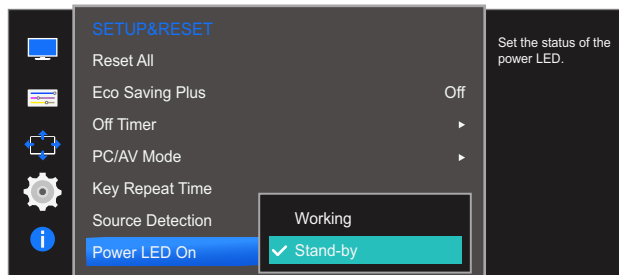 SETUP&RESET
Reset All
Eco Saving Plus Off
Off Timer
PC/AV Mode
Key Repeat Time
Source Detection
Power LED On
Working
Stand-by
Set the status of the
power LED.